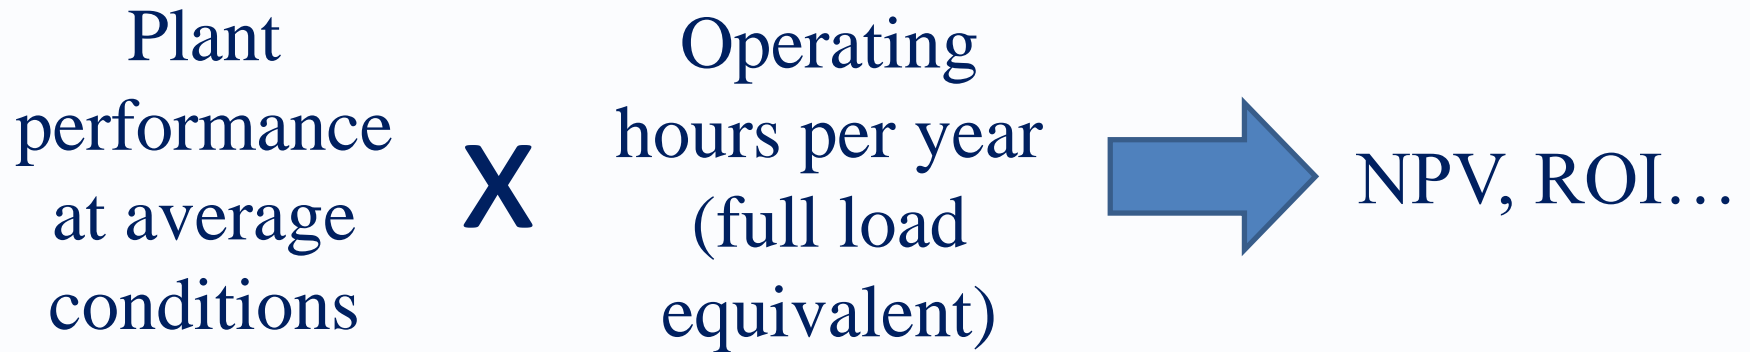 Plant
performance
at average
conditions
X
Operating
hours per year
(full load
equivalent)
NPV, ROI…